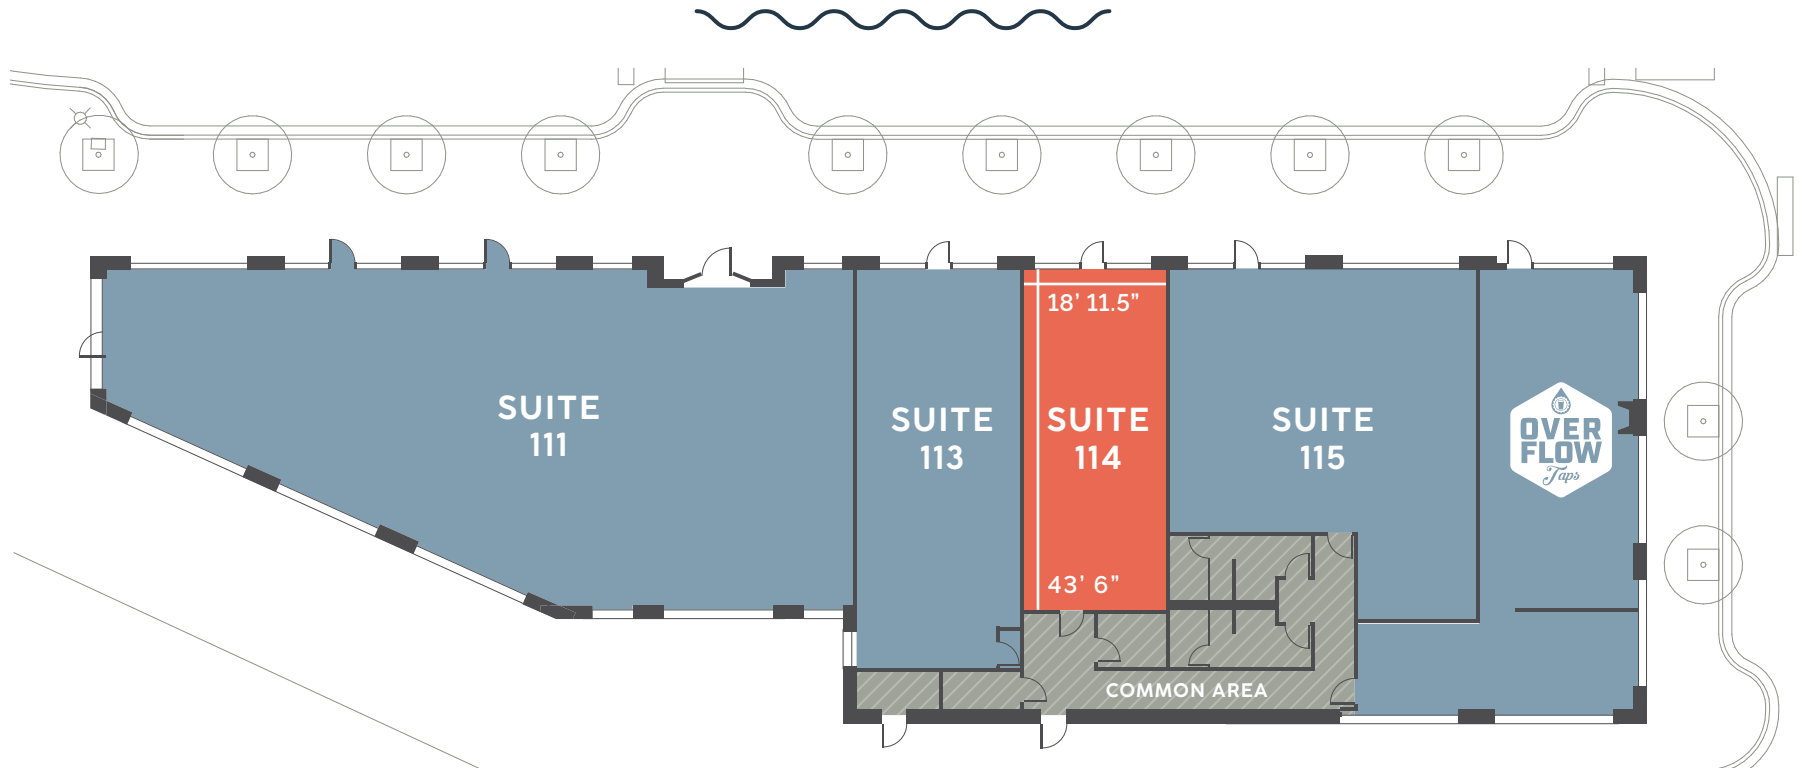 18' 11.5"
SUITE
111
SUITE
113
SUITE
114
SUITE
115
OVER
FLOW
Taps
43' 6"
COMMON AREA